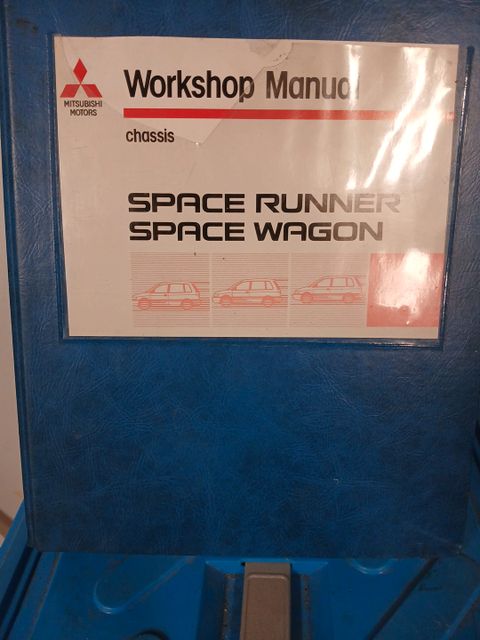 Workshop Manual
MITSUBISHI
MOTORS
chassis
SPACE RUNNER
SPACE WAGON